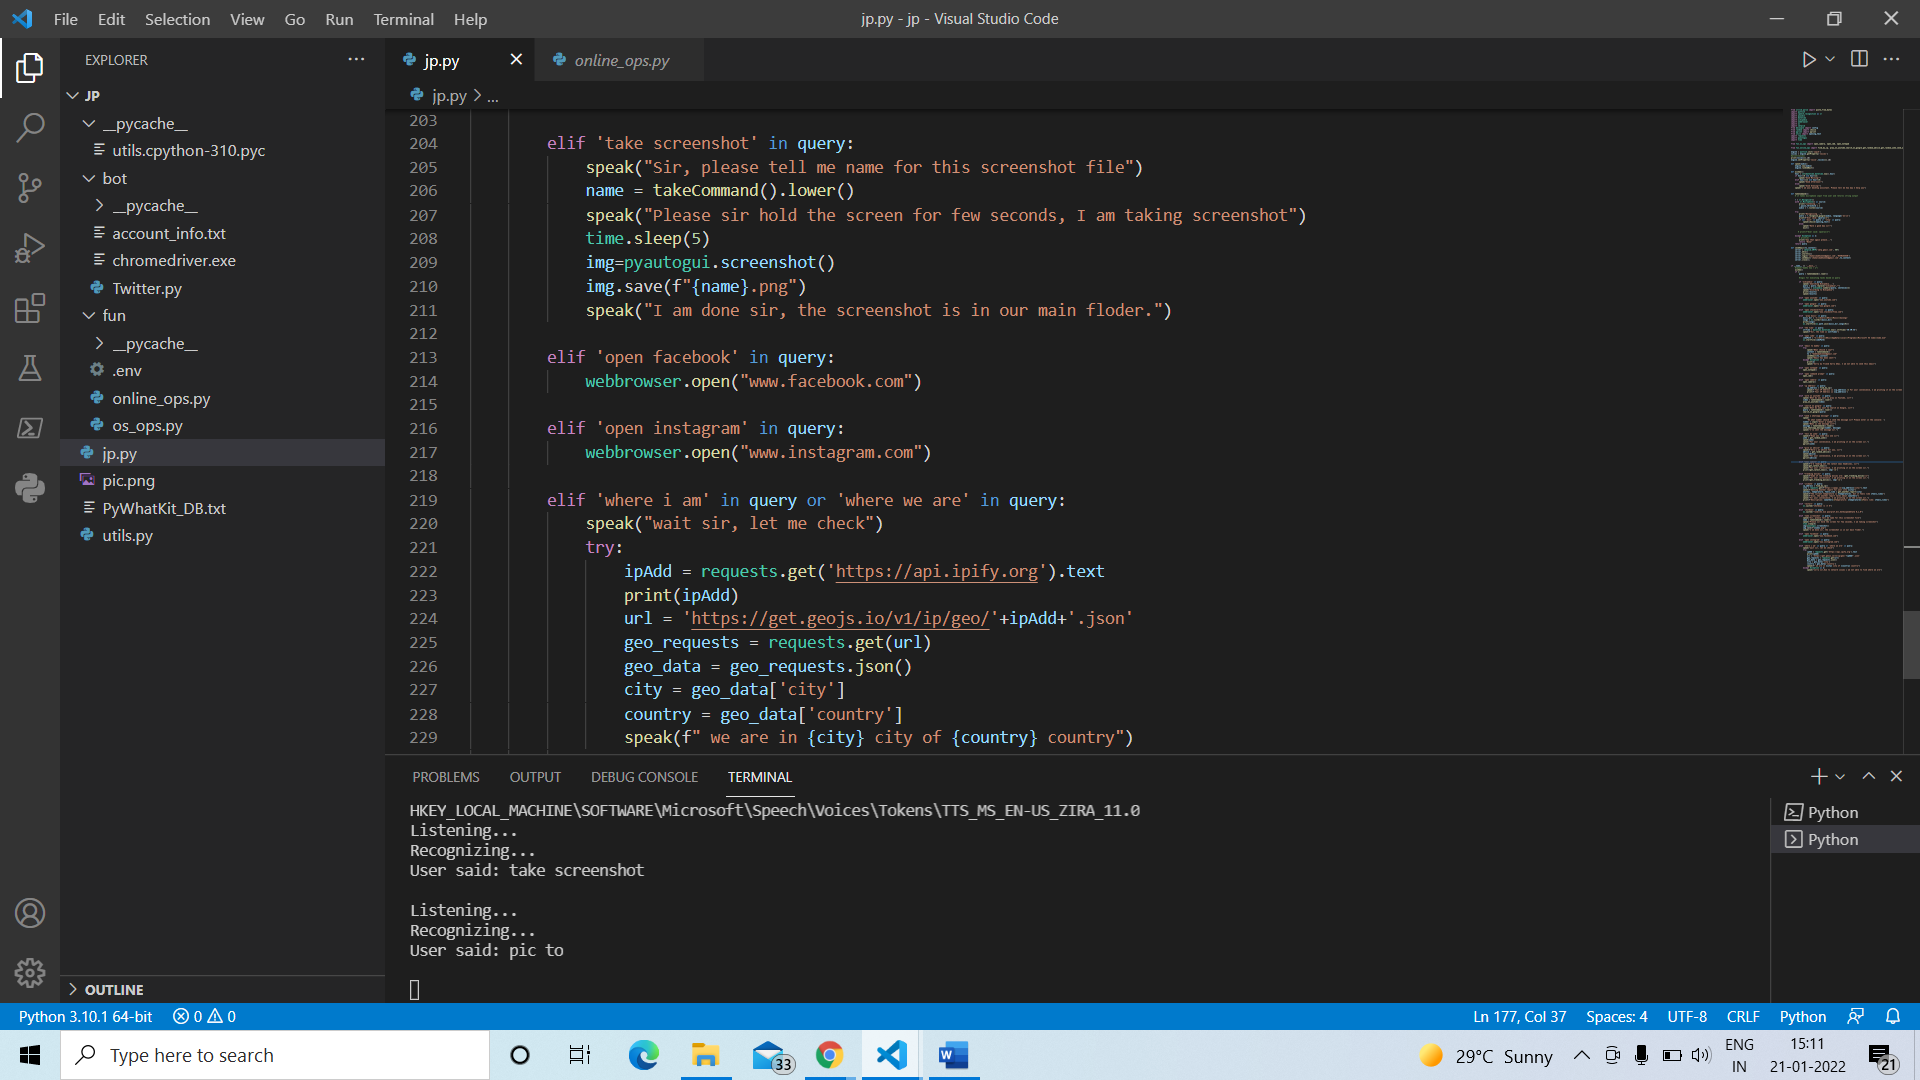 File Edit Selection View Go Run Terminal Help
jp.py - jp - Visual Studio Code
EXPLORER
JP
__pycache__
utils.cpython-310.pyc
bot
__pycache__
account_info.txt
chromedriver.exe
Twitter.py
fun
__pycache__
.env
online_ops.py
os_ops.py
jp.py
pic.png
PyWhatKit_DB.txt
utils.py
OUTLINE
jp.py
online_ops.py
jp.py > ...
203
204 elif 'take screenshot' in query:
205 speak("Sir, please tell me name for this screenshot file")
206 name = takeCommand().lower()
207 speak("Please sir hold the screen for few seconds, I am taking screenshot")
208 time.sleep(5)
209 img=pyautogui.screenshot()
210 img.save(f"{name}.png")
211 speak("I am done sir, the screenshot is in our main floder.")
212
213 elif 'open facebook' in query:
214 webbrowser.open("www.facebook.com")
215
216 elif 'open instagram' in query:
217 webbrowser.open("www.instagram.com")
218
219 elif 'where i am' in query or 'where we are' in query:
220 speak("wait sir, let me check")
221 try:
222 ipAdd = requests.get('https://api.ipify.org').text
223 print(ipAdd)
224 url = 'https://get.geojs.io/v1/ip/geo/'+ipAdd+'.json'
225 geo_requests = requests.get(url)
226 geo_data = geo_requests.json()
227 city = geo_data['city']
228 country = geo_data['country']
229 speak(f" we are in {city} city of {country} country")
PROBLEMS OUTPUT DEBUG CONSOLE TERMINAL
HKEY_LOCAL_MACHINE\SOFTWARE\Microsoft\Speech\Voices\Tokens\TTS_MS_EN-US_ZIRA_11.0
Listening...
Recognizing...
User said: take screenshot
Listening...
Recognizing...
User said: pic to
Python
Python
Python 3.10.1 64-bit 0 0
Ln 177, Col 37 Spaces: 4 UTF-8 CRLF Python
Type here to search
33
29°C Sunny
ENG
IN
15:11
21-01-2022
21